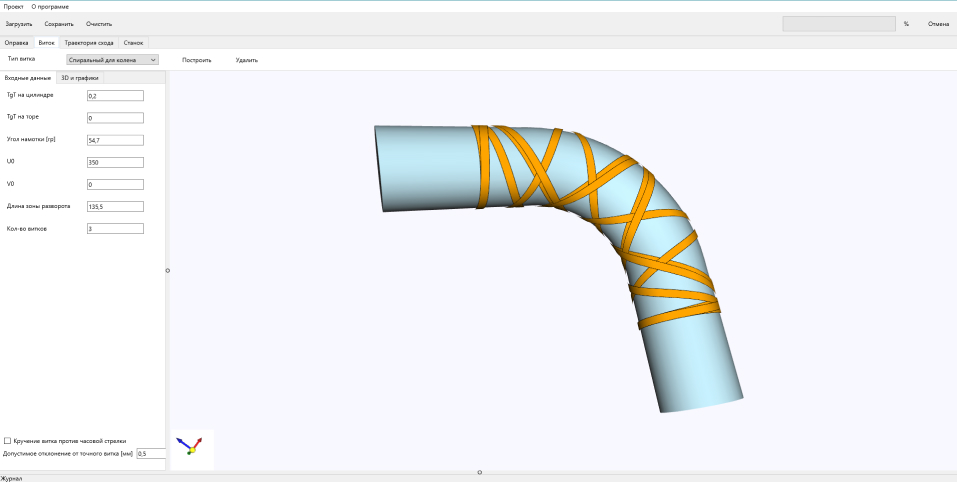 Проект О программе
Загрузить Сохранить Очистить % Отмена
Оправка Виток Траектория схода Станок
Тип витка Спиральный для колена Построить Удалить
Входные данные 3D и графики
TgT на цилиндре 0,2
TgT на торе 0
Угол намотки [гр] 54,7
U0 350
V0 0
Длина зоны разворота 135,5
Кол-во витков 3
Кручение витка против часовой стрелки
Допустимое отклонение от точного витка [мм] 0,5
Журнал